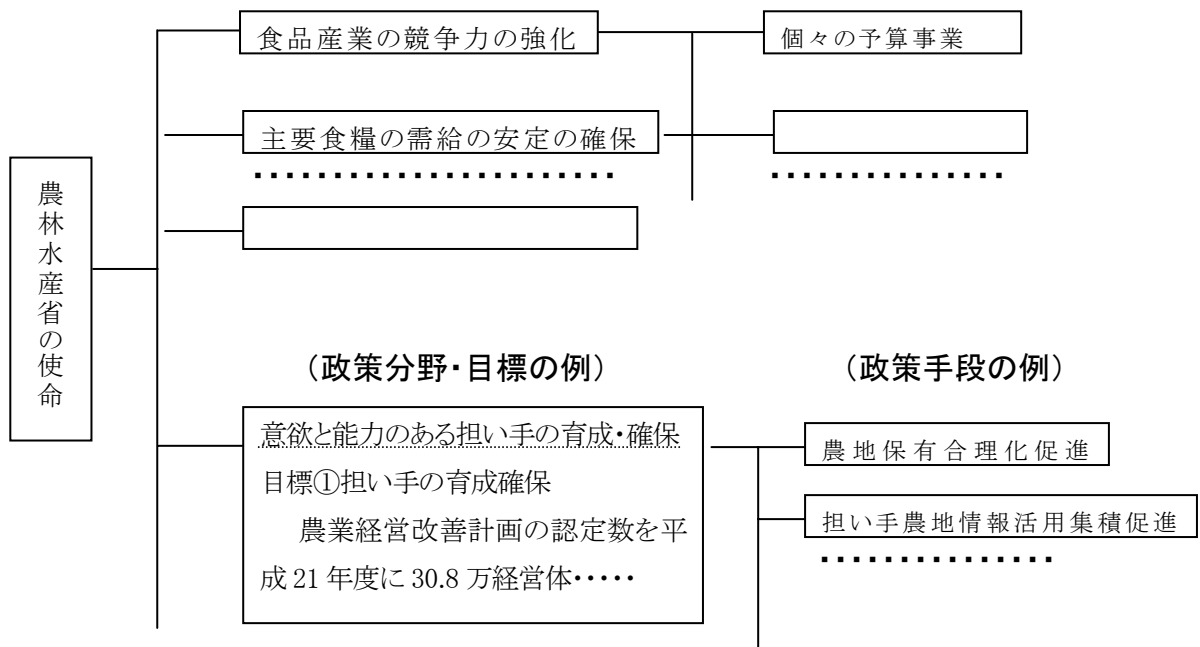 食品産業の競争力の強化
個々の予算事業
主要食糧の需給の安定の確保
・・・・・・・・・・・・・・・・・・・・・・・
・・・・・・・・・・・・・・・
農林水産省の使命
（政策分野・目標の例）
（政策手段の例）
意欲と能力のある担い手の育成・確保
目標①担い手の育成確保
農業経営改善計画の認定数を平
成21年度に30.8万経営体・・・・・
農地保有合理化促進
担い手農地情報活用集積促進
・・・・・・・・・・・・・・・